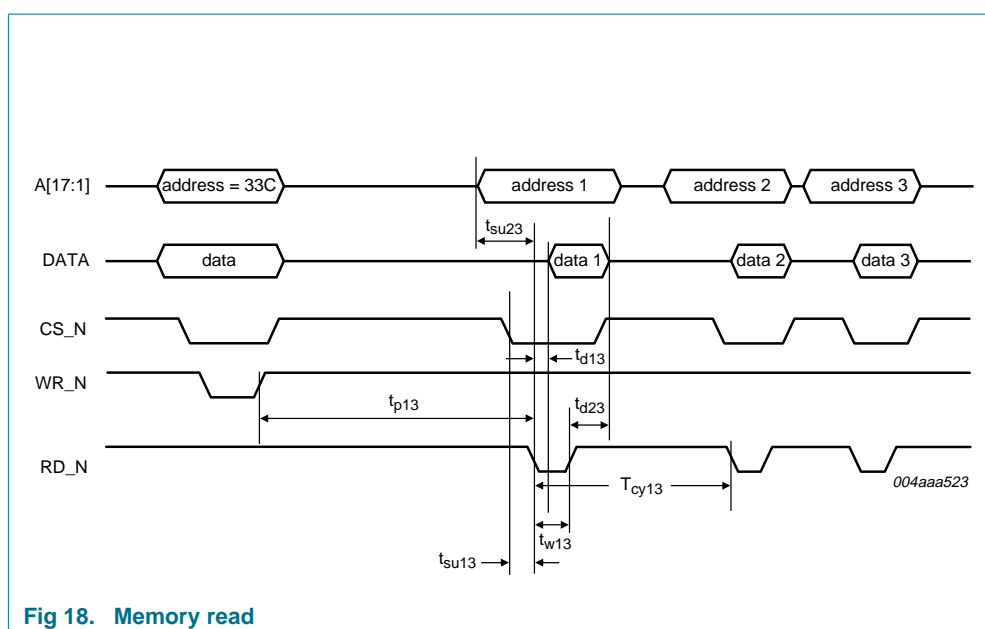 A[17:1]
address = 33C
address 1
address 2
address 3
tsu23
DATA
data
data 1
data 2
data 3
CS_N
td13
WR_N
tp13
td23
RD_N
Tcy13
004aaa523
tw13
tsu13
Fig 18. Memory read